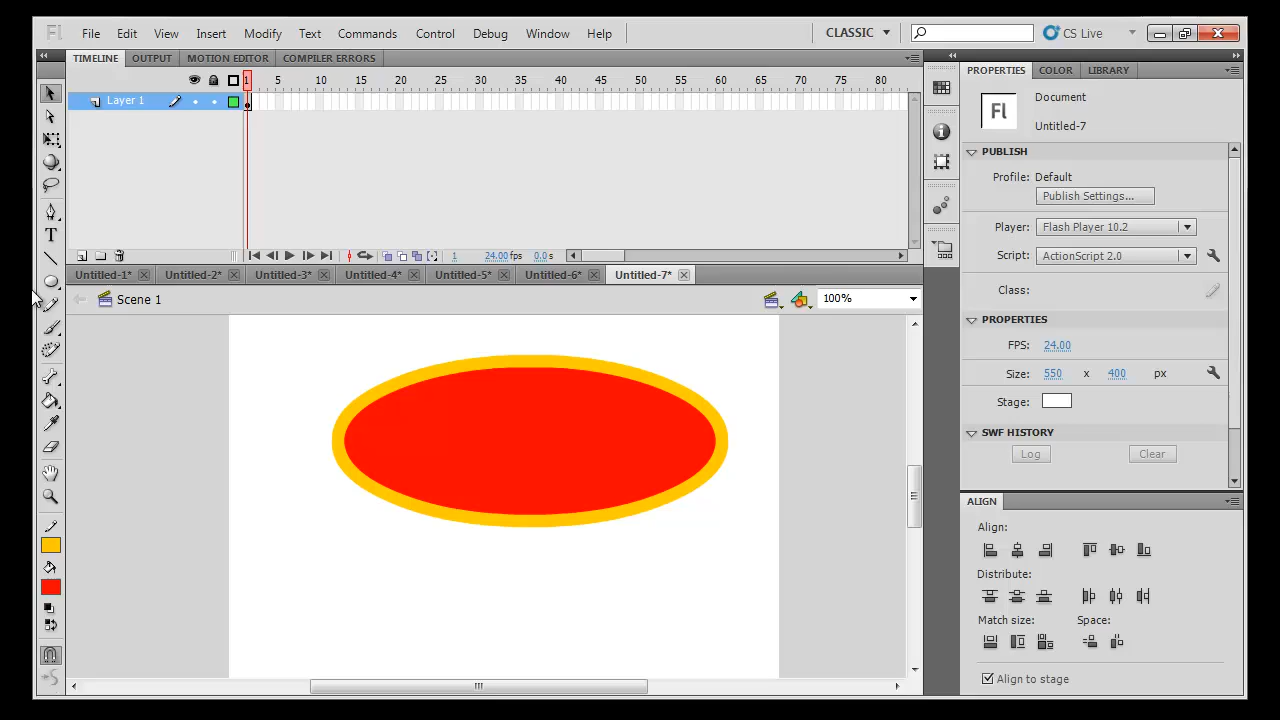 Fl File Edit View Insert Modify Text Commands Control Debug Window Help CLASSIC CS Live
TIMELINE OUTPUT MOTION EDITOR COMPILER ERRORS
1 5 10 15 20 25 30 35 40 45 50 55 60 65 70 75 80
Layer 1
1 24.00 fps 0.0 s
Untitled-1* Untitled-2* Untitled-3* Untitled-4* Untitled-5* Untitled-6* Untitled-7*
Scene 1 100%
PROPERTIES COLOR LIBRARY
Fl
Document
Untitled-7
PUBLISH
Profile: Default
Publish Settings...
Player: Flash Player 10.2
Script: ActionScript 2.0
Class:
PROPERTIES
FPS: 24.00
Size: 550 x 400 px
Stage:
SWF HISTORY
Log Clear
ALIGN
Align:
Distribute:
Match size: Space:
Align to stage
T